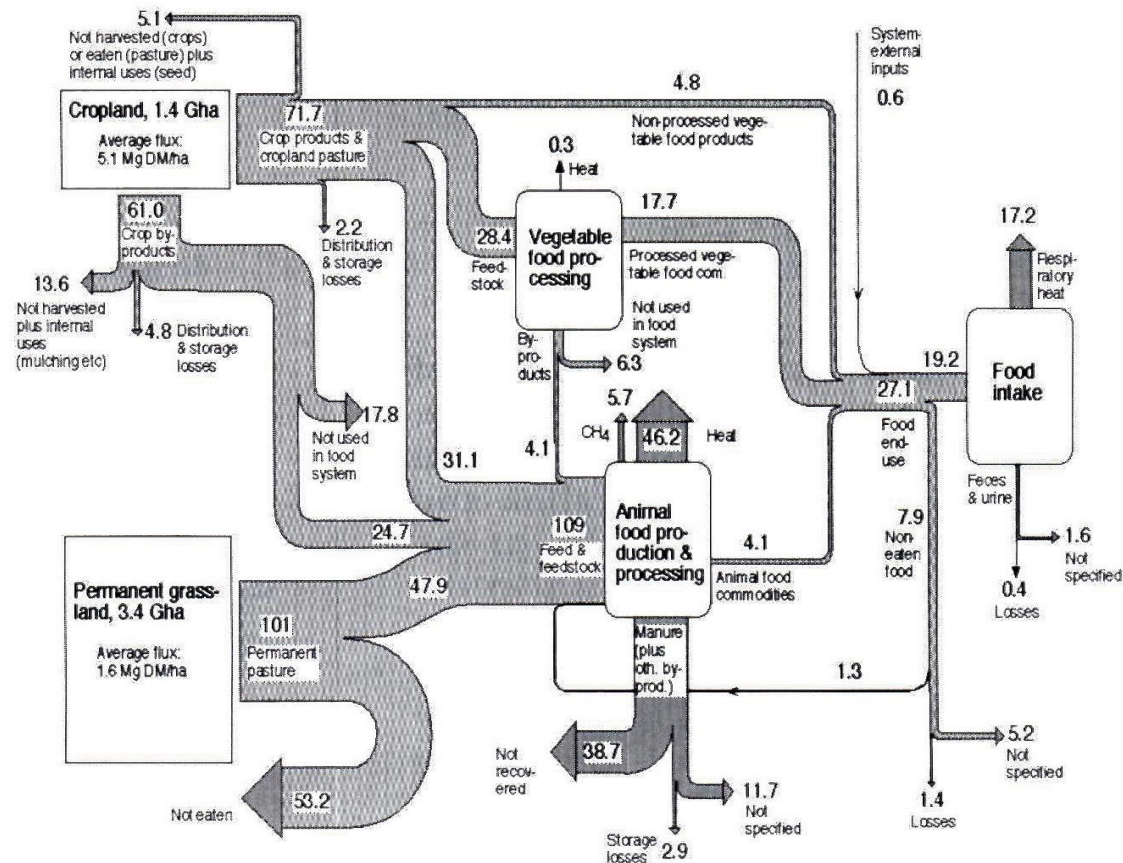 5.1
Not harvested (crops)
or eaten (pasture) plus
internal uses (seed)
Cropland, 1.4 Gha
Average flux:
5.1 Mg DM/ha
71.7
Crop products &
cropland pasture
4.8
Non-processed vege-
table food products
System-
external
inputs
0.6
0.3
Heat
61.0
Crop by-
products
2.2
Distribution
& storage
losses
28.4
Feed-
stock
Vegetable
food pro-
cessing
17.7
Processed vege-
table food com.
17.2
Respi-
ratory
heat
13.6
Not harvested
plus internal
uses
(mulching etc)
4.8
Distribution
& storage
losses
By-
products
Not used
in food
system
6.3
19.2
27.1
Food
end-
use
Food
intake
17.8
Not used
in food
system
31.1
4.1
5.7
CH4
46.2
Heat
Feces
& urine
24.7
109
Feed &
feedstock
Animal
food pro-
duction &
processing
4.1
Animal food
commodities
7.9
Non-
eaten
food
1.6
Not
specified
0.4
Losses
Permanent grass-
land, 3.4 Gha
Average flux:
1.6 Mg DM/ha
47.9
101
Permanent
pasture
Manure
(plus
oth. by-
prod.)
1.3
Not
recov-
ered
38.7
5.2
Not
specified
53.2
Not eaten
11.7
Not
specified
1.4
Losses
Storage
losses
2.9